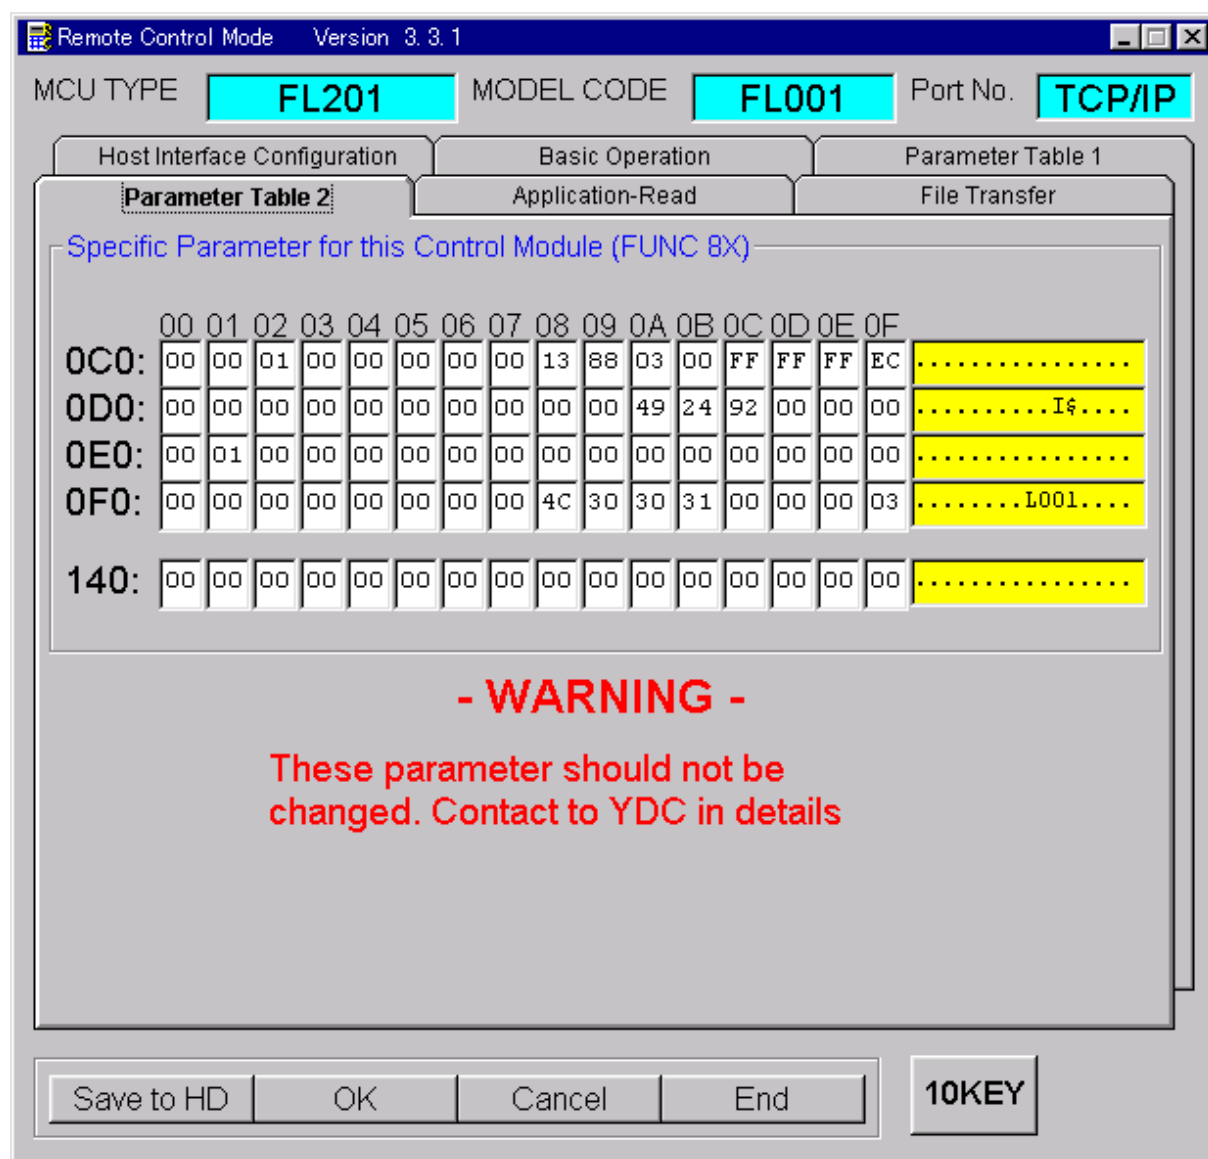 Remote Control Mode    Version 3.3.1
MCU TYPE FL201 MODEL CODE FL001 Port No. TCP/IP
Host Interface Configuration Basic Operation Parameter Table 1
Parameter Table 2 Application-Read File Transfer
Specific Parameter for this Control Module (FUNC 8X)
00 01 02 03 04 05 06 07 08 09 0A 0B 0C 0D 0E 0F
0C0: 00 00 01 00 00 00 00 00 13 88 03 00 FF FF FF EC ................
0D0: 00 00 00 00 00 00 00 00 00 00 49 24 92 00 00 00 ..........I$....
0E0: 00 01 00 00 00 00 00 00 00 00 00 00 00 00 00 00 ................
0F0: 00 00 00 00 00 00 00 00 4C 30 30 31 00 00 00 03 ........L001....
140: 00 00 00 00 00 00 00 00 00 00 00 00 00 00 00 00 ................
- WARNING -
These parameter should not be
changed. Contact to YDC in details
Save to HD OK Cancel End 10KEY